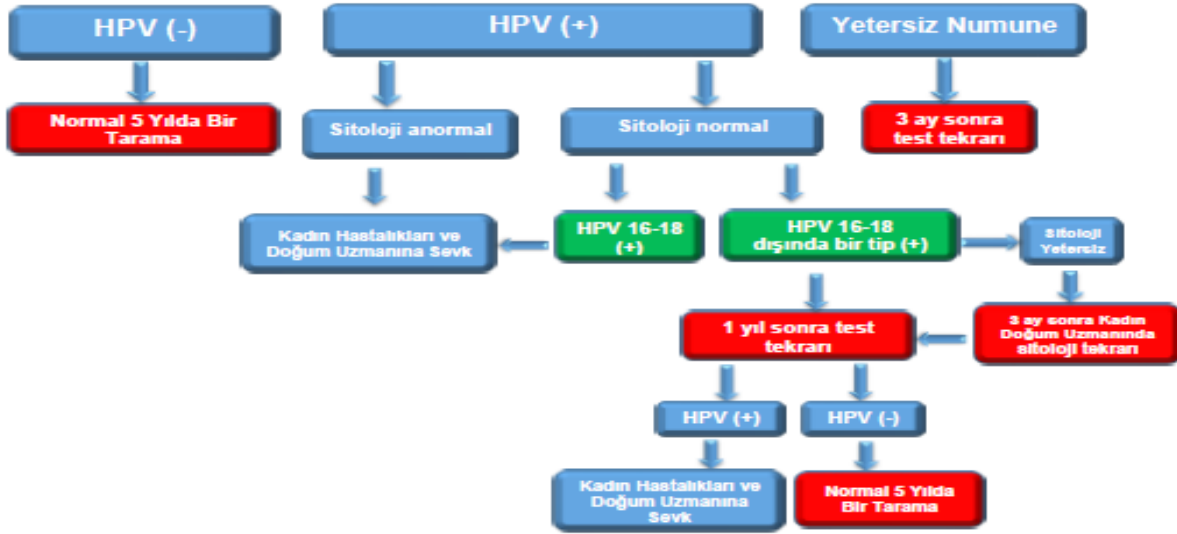 HPV (-)
HPV (+)
Yetersiz Numune
Normal 5 Yılda Bir
Tarama
Sitoloji anormal
Sitoloji normal
3 ay sonra
test tekrarı
Kadın Hastalıkları ve
Doğum Uzmanına Sevk
HPV 16-18
(+)
HPV 16-18
dışında bir tip (+)
Sitoloji
Yetersiz
1 yıl sonra test
tekrarı
3 ay sonra Kadın
Doğum Uzmanında
sitoloji tekrarı
HPV (+)
HPV (-)
Kadın Hastalıkları ve
Doğum Uzmanına
Sevk
Normal 5 Yılda
Bir Tarama